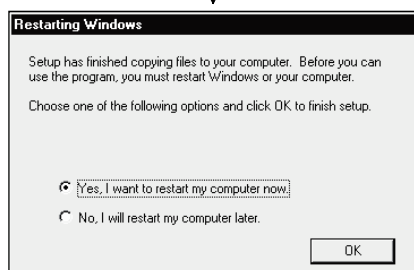 Restarting Windows
Setup has finished copying files to your computer. Before you can
use the program, you must restart Windows or your computer.
Choose one of the following options and click OK to finish setup.
Yes, I want to restart my computer now.
No, I will restart my computer later.
OK